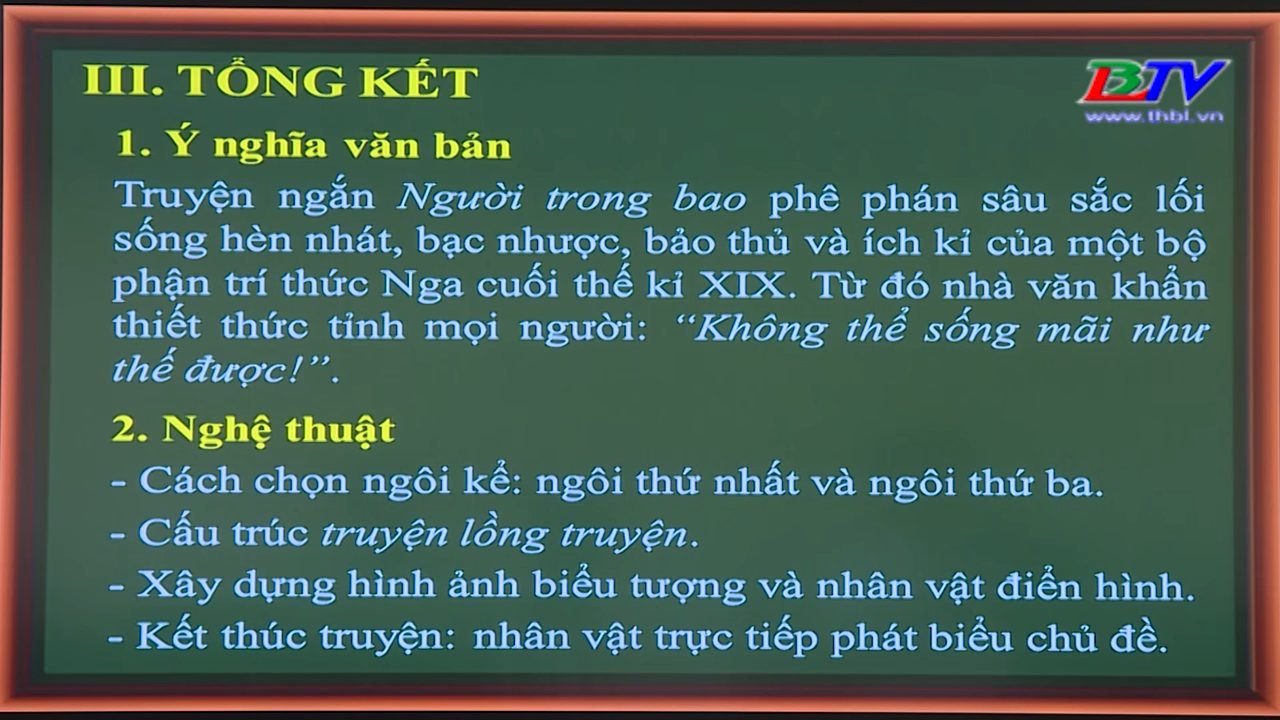 III. TỔNG KẾT
BTV
www.thbl.vn
1. Ý nghĩa văn bản
Truyện ngắn Người trong bao phê phán sâu sắc lối
sống hèn nhát, bạc nhược, bảo thủ và ích kỉ của một bộ
phận trí thức Nga cuối thế kỉ XIX. Từ đó nhà văn khẩn
thiết thức tỉnh mọi người: “Không thể sống mãi như
thế được!”.
2. Nghệ thuật
- Cách chọn ngôi kể: ngôi thứ nhất và ngôi thứ ba.
- Cấu trúc truyện lồng truyện.
- Xây dựng hình ảnh biểu tượng và nhân vật điển hình.
- Kết thúc truyện: nhân vật trực tiếp phát biểu chủ đề.